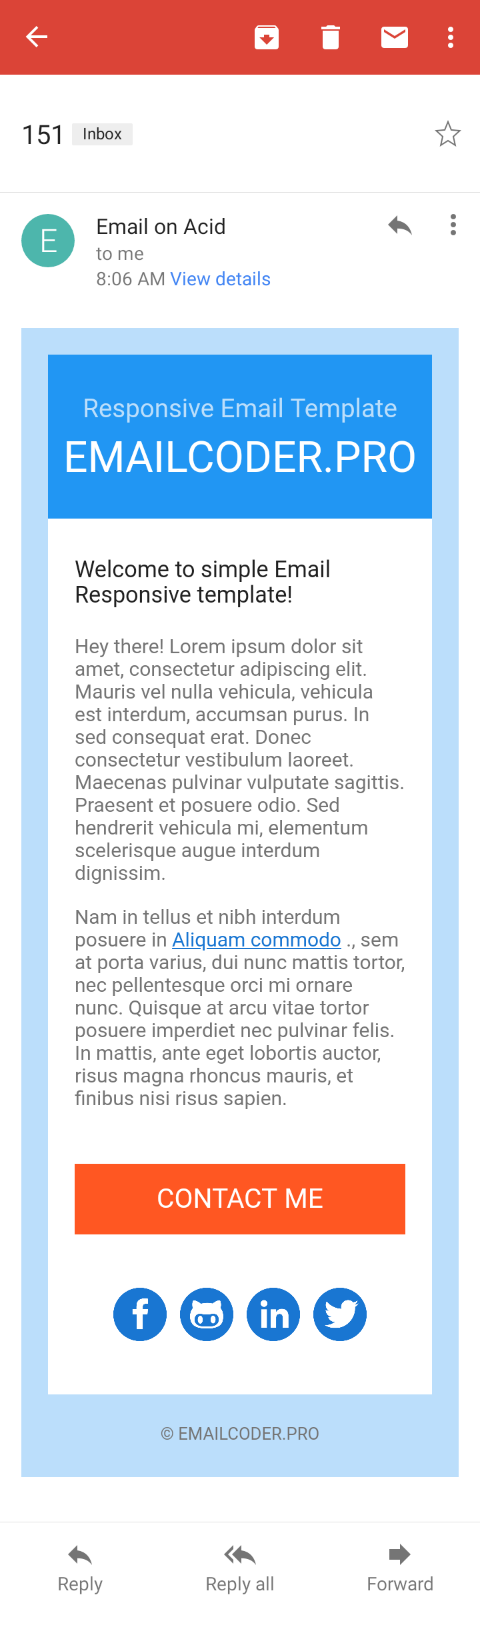 151 Inbox
E
Email on Acid
to me
8:06 AM View details
Responsive Email Template
EMAILCODER.PRO
Welcome to simple Email
Responsive template!
Hey there! Lorem ipsum dolor sit
amet, consectetur adipiscing elit.
Mauris vel nulla vehicula, vehicula
est interdum, accumsan purus. In
sed consequat erat. Donec
consectetur vestibulum laoreet.
Maecenas pulvinar vulputate sagittis.
Praesent et posuere odio. Sed
hendrerit vehicula mi, elementum
scelerisque augue interdum
dignissim.
Nam in tellus et nibh interdum
posuere in Aliquam commodo ., sem
at porta varius, dui nunc mattis tortor,
nec pellentesque orci mi ornare
nunc. Quisque at arcu vitae tortor
posuere imperdiet nec pulvinar felis.
In mattis, ante eget lobortis auctor,
risus magna rhoncus mauris, et
finibus nisi risus sapien.
CONTACT ME
f in
© EMAILCODER.PRO
Reply Reply all Forward